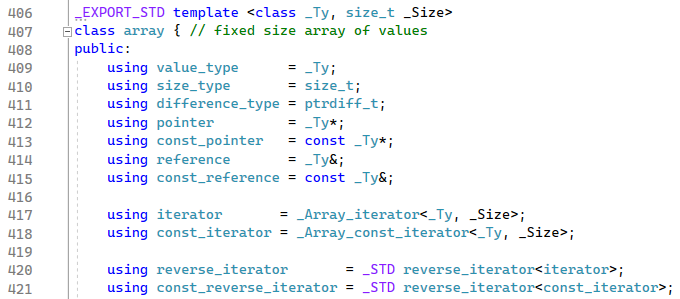 406 _EXPORT_STD template <class _Ty, size_t _Size>
407 class array { // fixed size array of values
408 public:
409     using value_type      = _Ty;
410     using size_type       = size_t;
411     using difference_type = ptrdiff_t;
412     using pointer         = _Ty*;
413     using const_pointer   = const _Ty*;
414     using reference       = _Ty&;
415     using const_reference = const _Ty&;
416
417     using iterator       = _Array_iterator<_Ty, _Size>;
418     using const_iterator = _Array_const_iterator<_Ty, _Size>;
419
420     using reverse_iterator       = _STD reverse_iterator<iterator>;
421     using const_reverse_iterator = _STD reverse_iterator<const_iterator>;